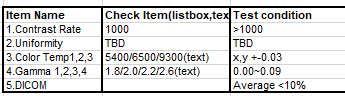 Item Name Check Item(listbox,tex Test condition
1.Contrast Rate 1000 >1000
2.Uniformity TBD TBD
3.Color Temp1,2,3 5400/6500/9300(text) x,y +-0.03
4.Gamma 1,2,3,4 1.8/2.0/2.2/2.6(text) 0.00~0.09
5.DICOM Average <10%